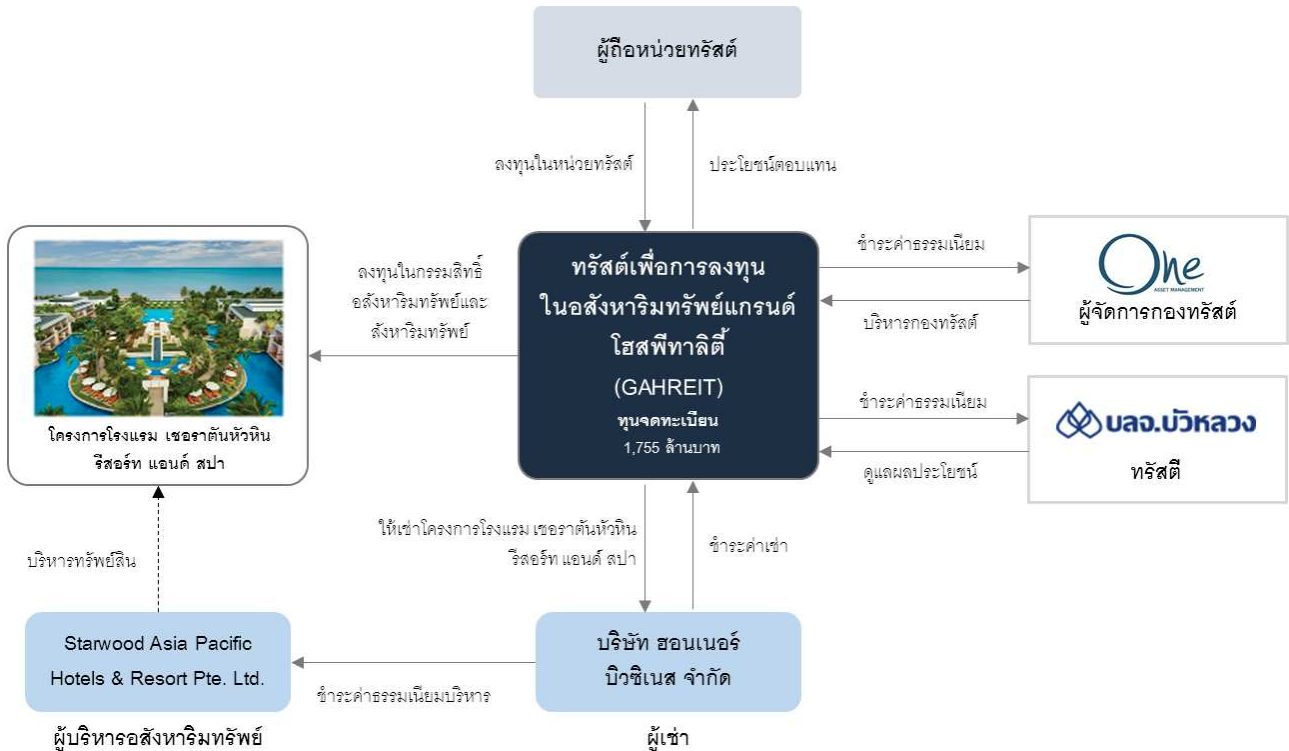 ผู้ถือหน่วยทรัสต์
ลงทุนในหน่วยทรัสต์
ประโยชน์ตอบแทน
โครงการโรงแรม เชอราตันหัวหิน
รีสอร์ท แอนด์ สปา
ลงทุนในกรรมสิทธิ์
อสังหาริมทรัพย์และ
สังหาริมทรัพย์
ทรัสต์เพื่อการลงทุน
ในอสังหาริมทรัพย์แกรนด์
โฮสพีทาลิตี้
(GAHREIT)
ทุนจดทะเบียน
1,755 ล้านบาท
ชำระค่าธรรมเนียม
บริหารกองทรัสต์
One
ASSET MANAGEMENT
ผู้จัดการกองทรัสต์
ชำระค่าธรรมเนียม
ดูแลผลประโยชน์
บลจ.บัวหลวง
ทรัสตี
บริหารทรัพย์สิน
ให้เช่าโครงการโรงแรม เชอราตันหัวหิน
รีสอร์ท แอนด์ สปา
ชำระค่าเช่า
Starwood Asia Pacific
Hotels & Resort Pte. Ltd.
ผู้บริหารอสังหาริมทรัพย์
ชำระค่าธรรมเนียมบริหาร
บริษัท ฮอนเนอร์
บิวซิเนส จำกัด
ผู้เช่า